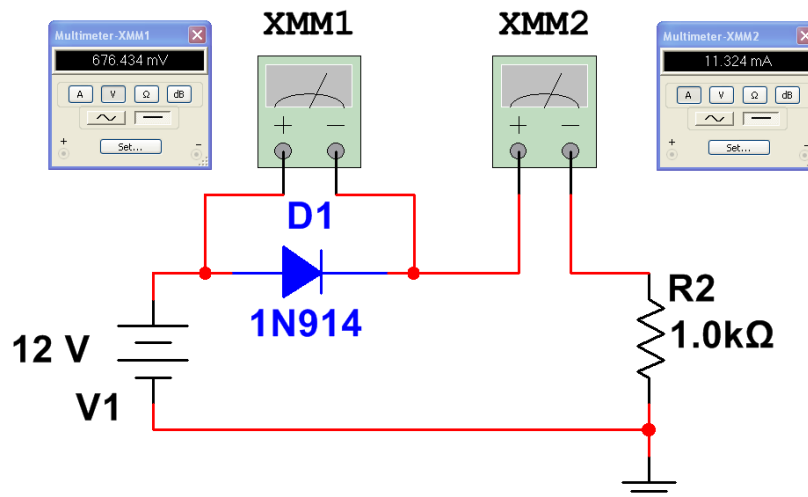 XMM1
XMM2
Multimeter-XMM1
676.434 mV
A V Ω dB
+ -
Set...
Multimeter-XMM2
11.324 mA
A V Ω dB
+ -
Set...
+ −
+ −
D1
1N914
12 V
V1
R2
1.0kΩ